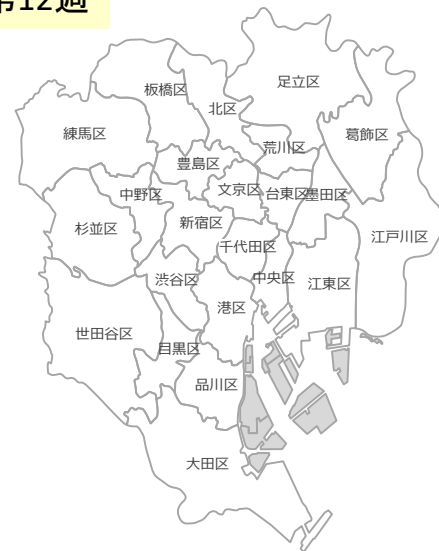 第12週
足立区
板橋区
北区
練馬区
葛飾区
荒川区
豊島区
文京区
台東区
墨田区
中野区
杉並区
新宿区
江戸川区
千代田区
渋谷区
中央区
江東区
港区
世田谷区
目黒区
品川区
大田区